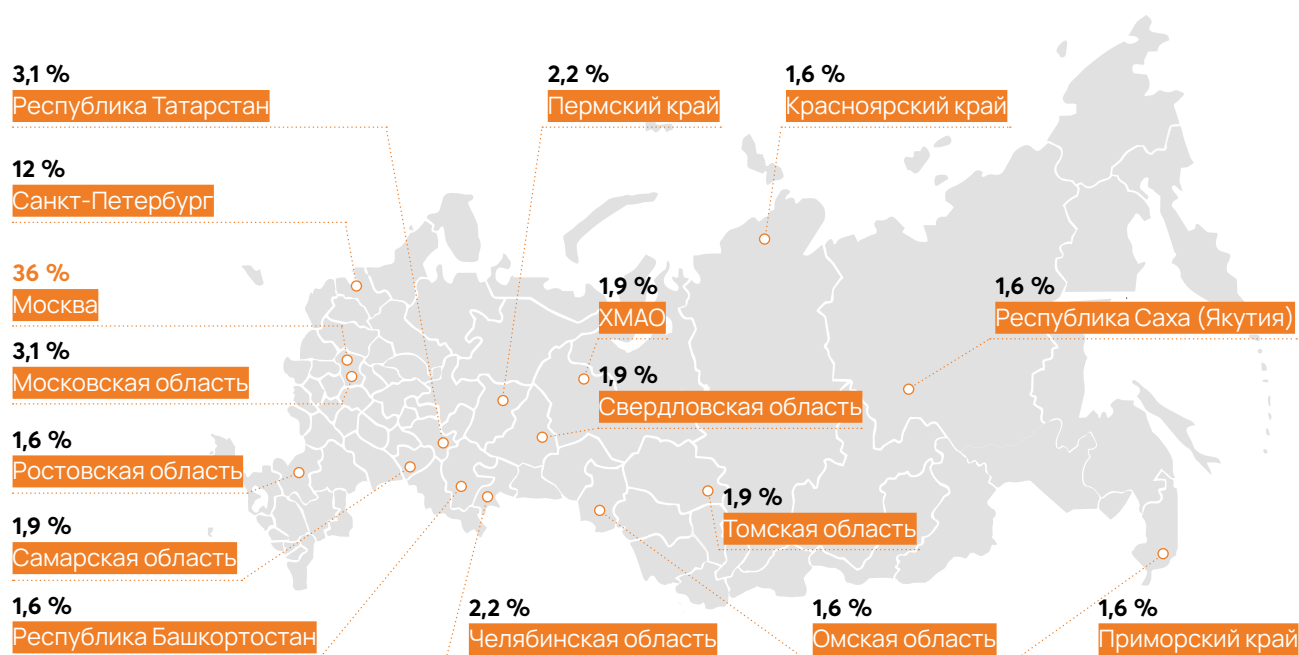 3,1 %
Республика Татарстан
2,2 %
Пермский край
1,6 %
Красноярский край
12 %
Санкт-Петербург
36 %
Москва
1,9 %
ХМАО
1,6 %
Республика Саха (Якутия)
3,1 %
Московская область
1,9 %
Свердловская область
1,6 %
Ростовская область
1,9 %
Томская область
1,9 %
Самарская область
1,6 %
Республика Башкортостан
2,2 %
Челябинская область
1,6 %
Омская область
1,6 %
Приморский край